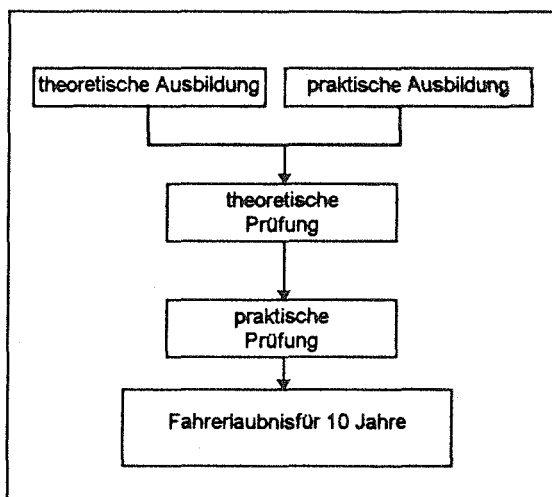 theoretische Ausbildung
praktische Ausbildung
theoretische
Prüfung
praktische
Prüfung
Fahrerlaubnisfür 10 Jahre